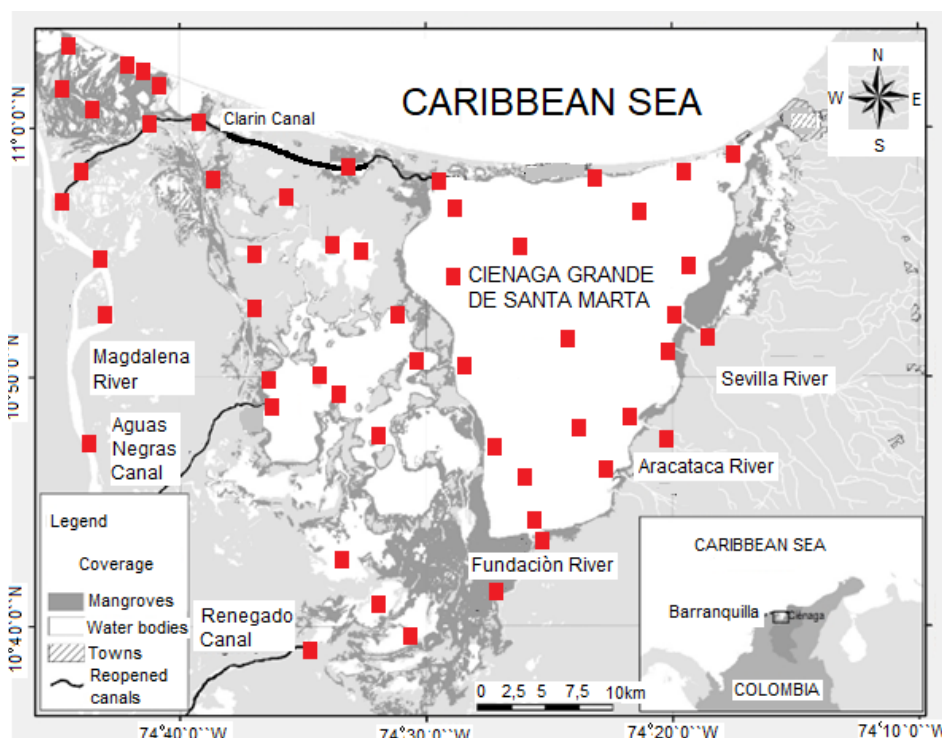 CARIBBEAN SEA
N
W
E
S
Clarin Canal
CIENAGA GRANDE
DE SANTA MARTA
Magdalena
River
Aguas
Negras
Canal
Sevilla River
Aracataca River
Fundaciòn River
Renegado
Canal
Legend
Coverage
Mangroves
Water bodies
Towns
Reopened
canals
0 2,5 5 7,5 10km
CARIBBEAN SEA
Barranquilla
Cienaga
COLOMBIA
11°0'0``N
10°50'0``N
10°40'0``N
74°40'0``W
74°30'0``W
74°20'0``W
74°10'0``W